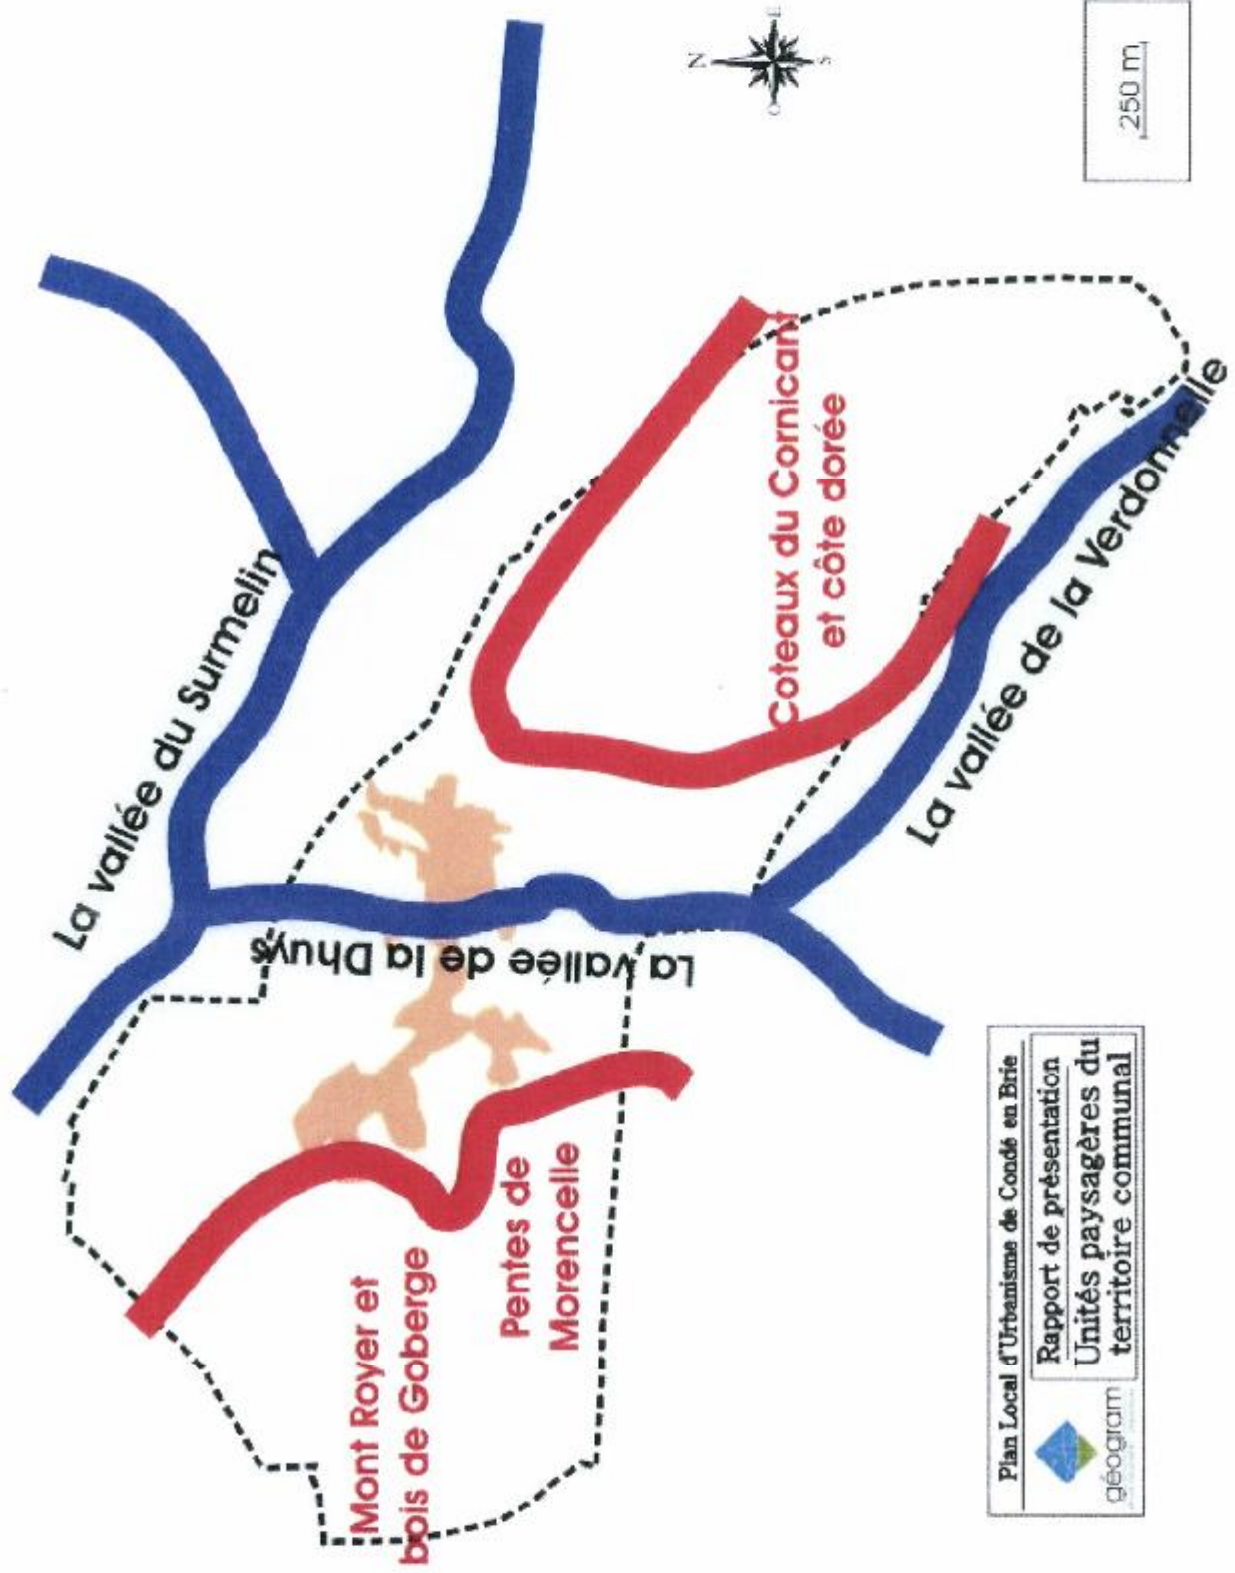 La vallée du Surmelin
La vallée de la Dhuys
Mont Royer et
bois de Goberge
Pentes de
Morencelle
Coteaux du Cornicant
et côte dorée
La vallée de la Verdonnelle
N
E
S
O
250 m
Plan Local d'Urbanisme de Condé en Brie
Rapport de présentation
Unités paysagères du
territoire communal
géogram